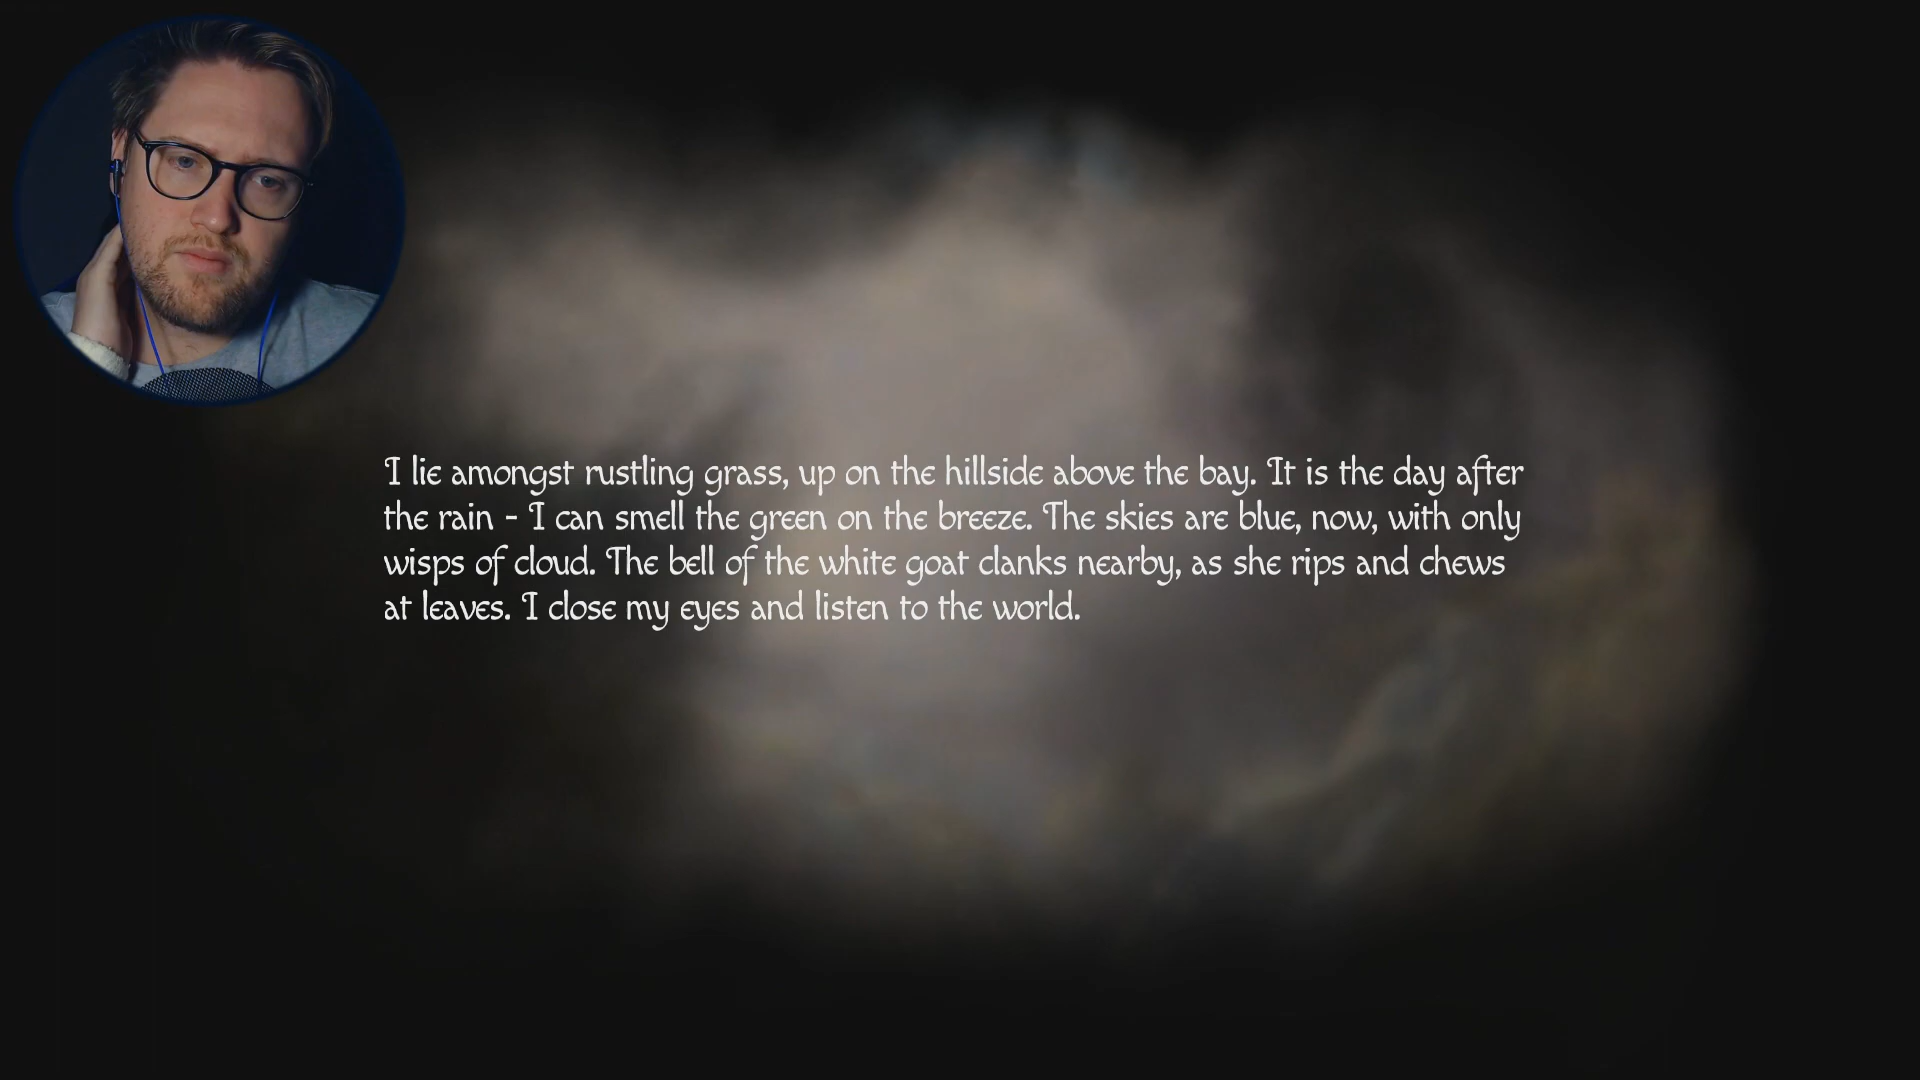 I lie amongst rustling grass, up on the hillside above the bay. It is the day after
the rain - I can smell the green on the breeze. The skies are blue, now, with only
wisps of cloud. The bell of the white goat clanks nearby, as she rips and chews
at leaves. I close my eyes and listen to the world.